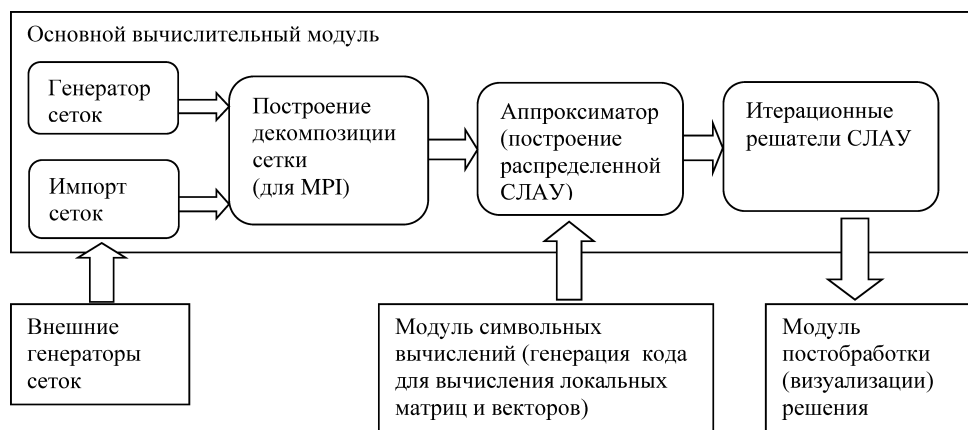 Основной вычислительный модуль
Генератор
сеток
Импорт
сеток
Построение
декомпозиции
сетки
(для MPI)
Аппроксиматор
(построение
распределенной
СЛАУ)
Итерационные
решатели СЛАУ
Внешние
генераторы
сеток
Модуль символьных
вычислений (генерация кода
для вычисления локальных
матриц и векторов)
Модуль
постобработки
(визуализации)
решения